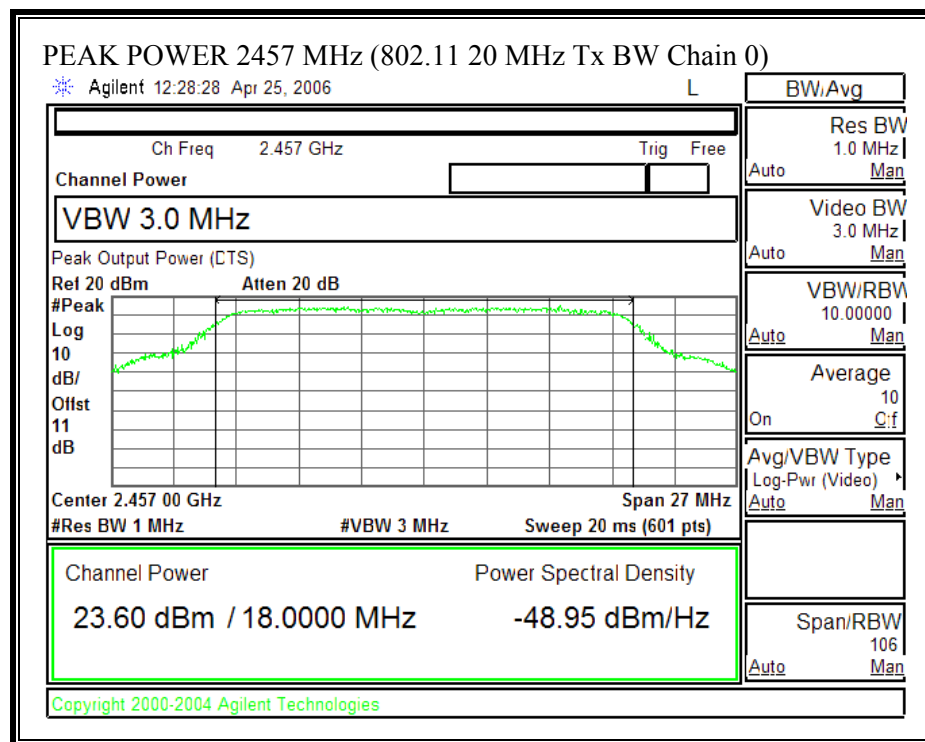 PEAK POWER 2457 MHz (802.11 20 MHz Tx BW Chain 0)
Agilent 12:28:28 Apr 25, 2006 L
Ch Freq 2.457 GHz Trig Free
Channel Power
VBW 3.0 MHz
Peak Output Power (DTS)
Ref 20 dBm Atten 20 dB
#Peak
Log
10
dB/
Offst
11
dB
Center 2.457 00 GHz Span 27 MHz
#Res BW 1 MHz #VBW 3 MHz Sweep 20 ms (601 pts)
Channel Power Power Spectral Density
23.60 dBm / 18.0000 MHz -48.95 dBm/Hz
Copyright 2000-2004 Agilent Technologies
BW/Avg
Res BW
1.0 MHz
Auto Man
Video BW
3.0 MHz
Auto Man
VBW/RBW
10.00000
Auto Man
Average
10
On Off
Avg/VBW Type
Log-Pwr (Video)
Auto Man
Span/RBW
106
Auto Man